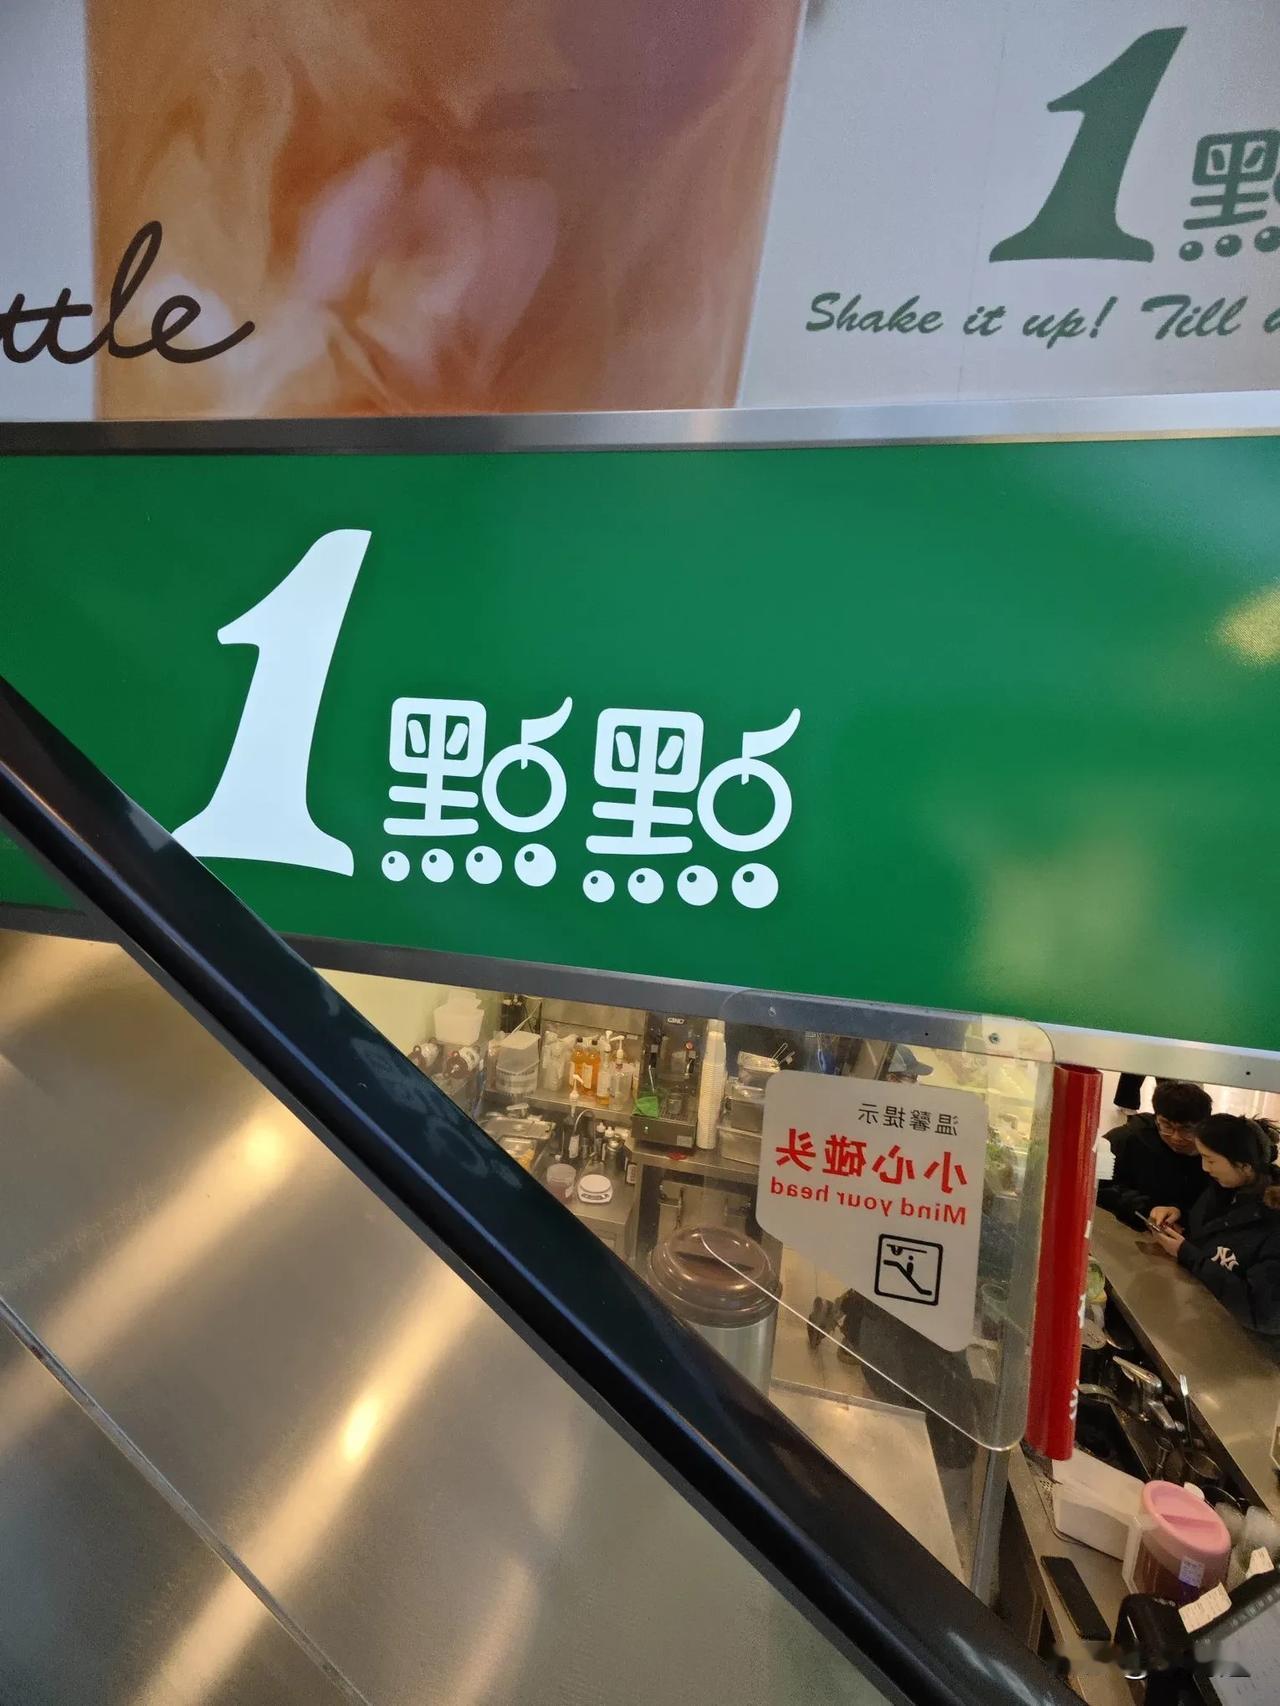 1點
ttle
Shake it up! Till
1點點
温馨提示
小心碰头
Mind your head
NY